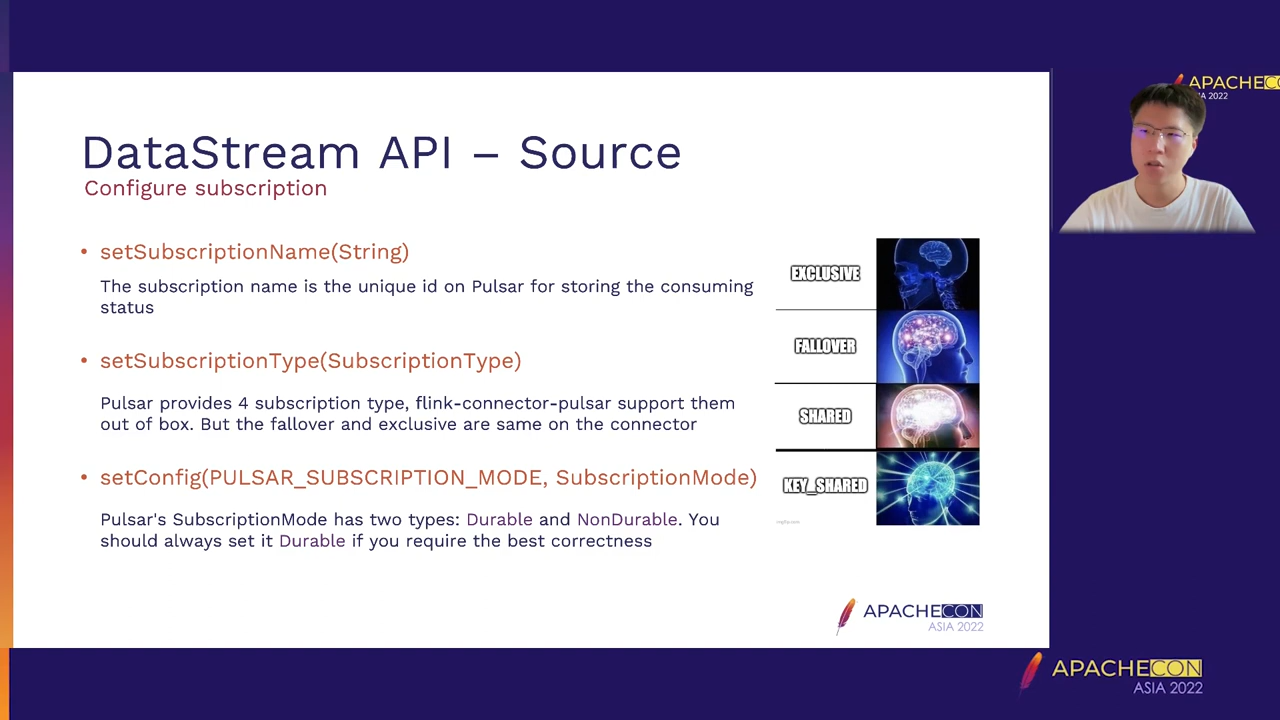 APACHECO
IA 2022
DataStream API – Source
Configure subscription
• setSubscriptionName(String)
The subscription name is the unique id on Pulsar for storing the consuming
status
• setSubscriptionType(SubscriptionType)
Pulsar provides 4 subscription type, flink-connector-pulsar support them
out of box. But the fallover and exclusive are same on the connector
• setConfig(PULSAR_SUBSCRIPTION_MODE, SubscriptionMode)
Pulsar's SubscriptionMode has two types: Durable and NonDurable. You
should always set it Durable if you require the best correctness
EXCLUSIVE
FALLOVER
SHARED
KEY_SHARED
imgflip.com
APACHECON
ASIA 2022
APACHECON
ASIA 2022